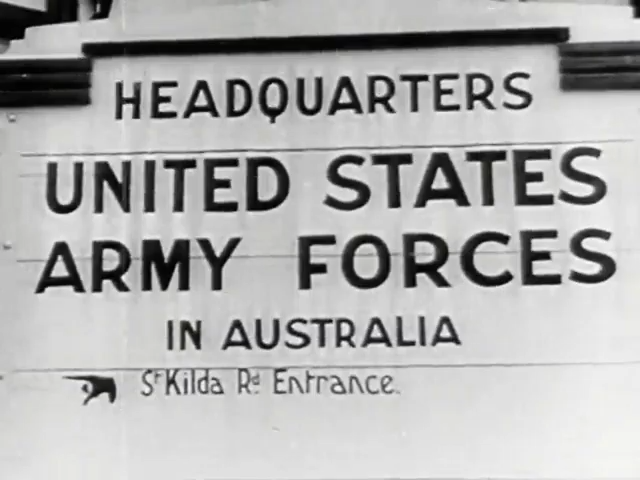 HEADQUARTERS
UNITED STATES
ARMY FORCES
IN AUSTRALIA
St Kilda Rd Entrance.